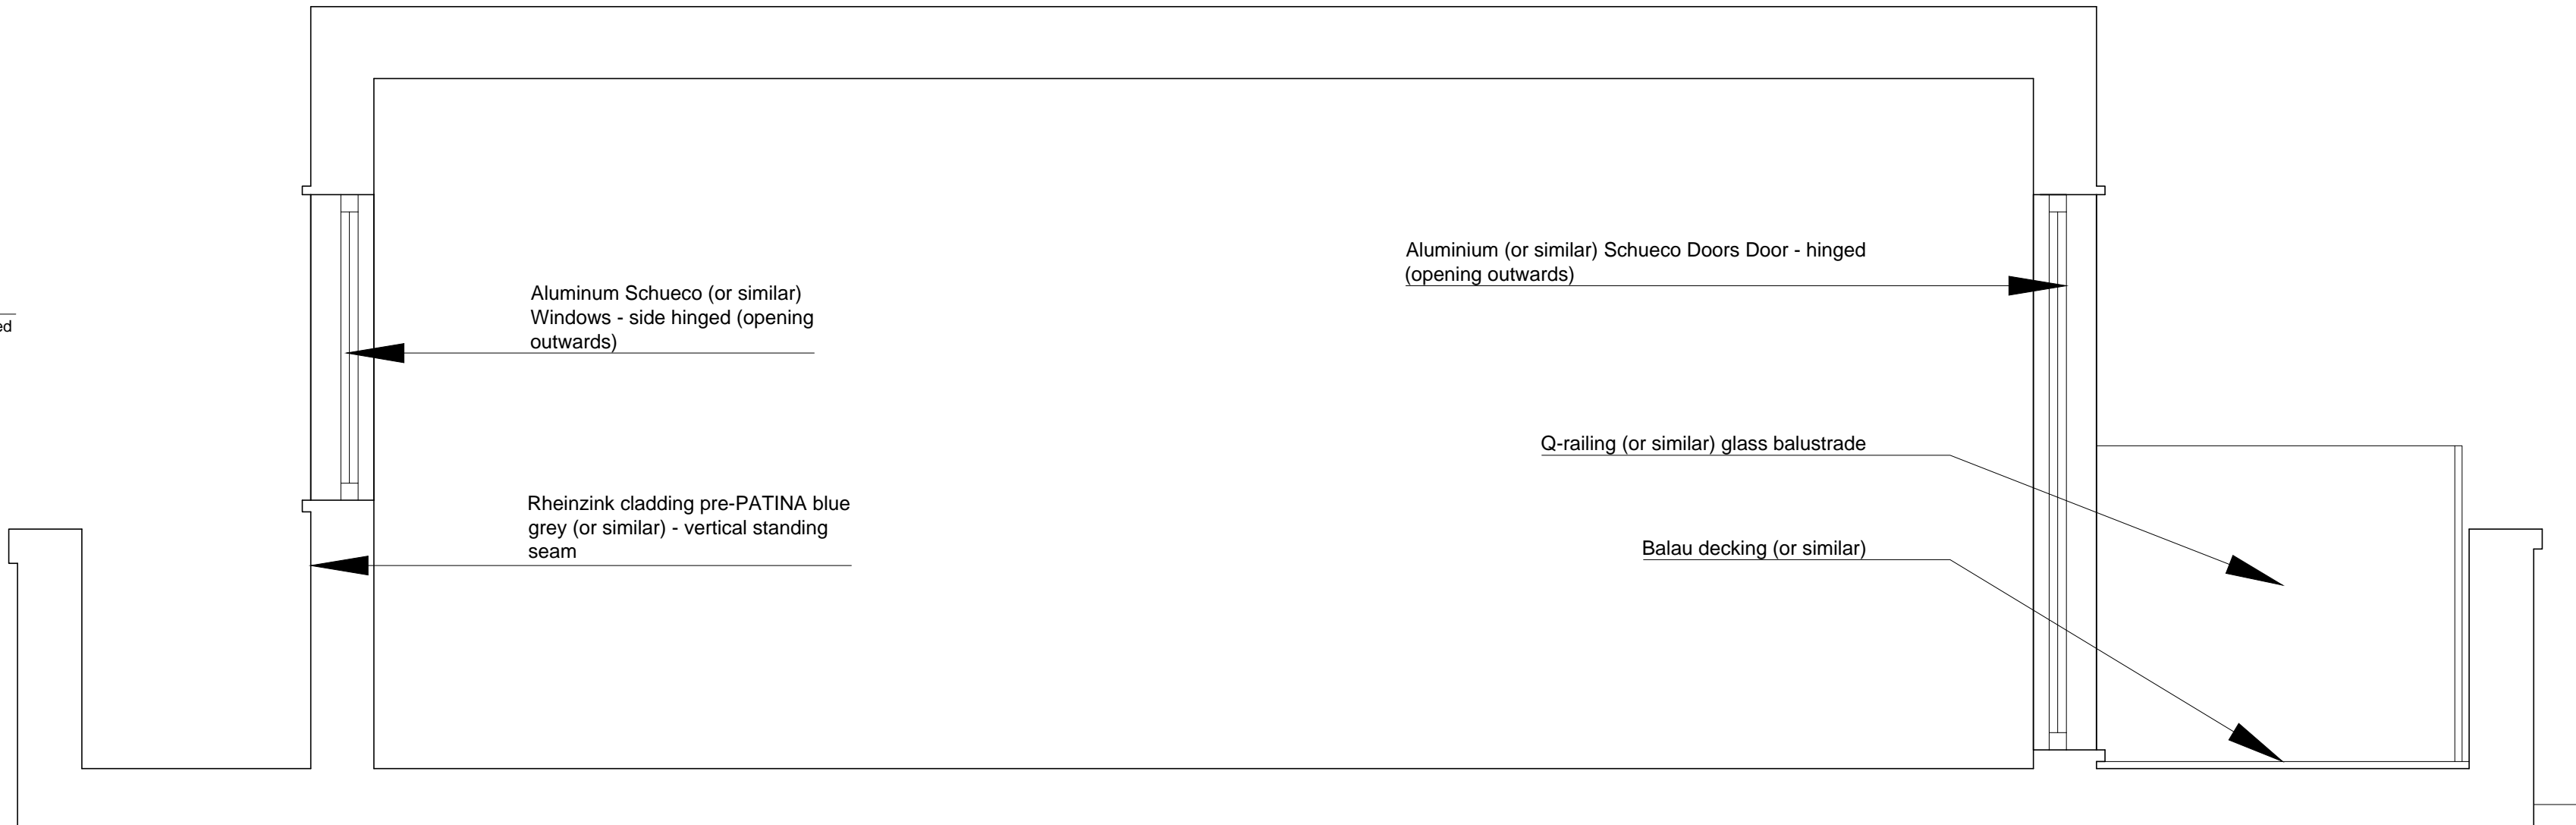 ed
Aluminum Schueco (or similar)
Windows - side hinged (opening
outwards)
Rheinzink cladding pre-PATINA blue
grey (or similar) - vertical standing
seam
Aluminium (or similar) Schueco Doors Door - hinged
(opening outwards)
Q-railing (or similar) glass balustrade
Balau decking (or similar)